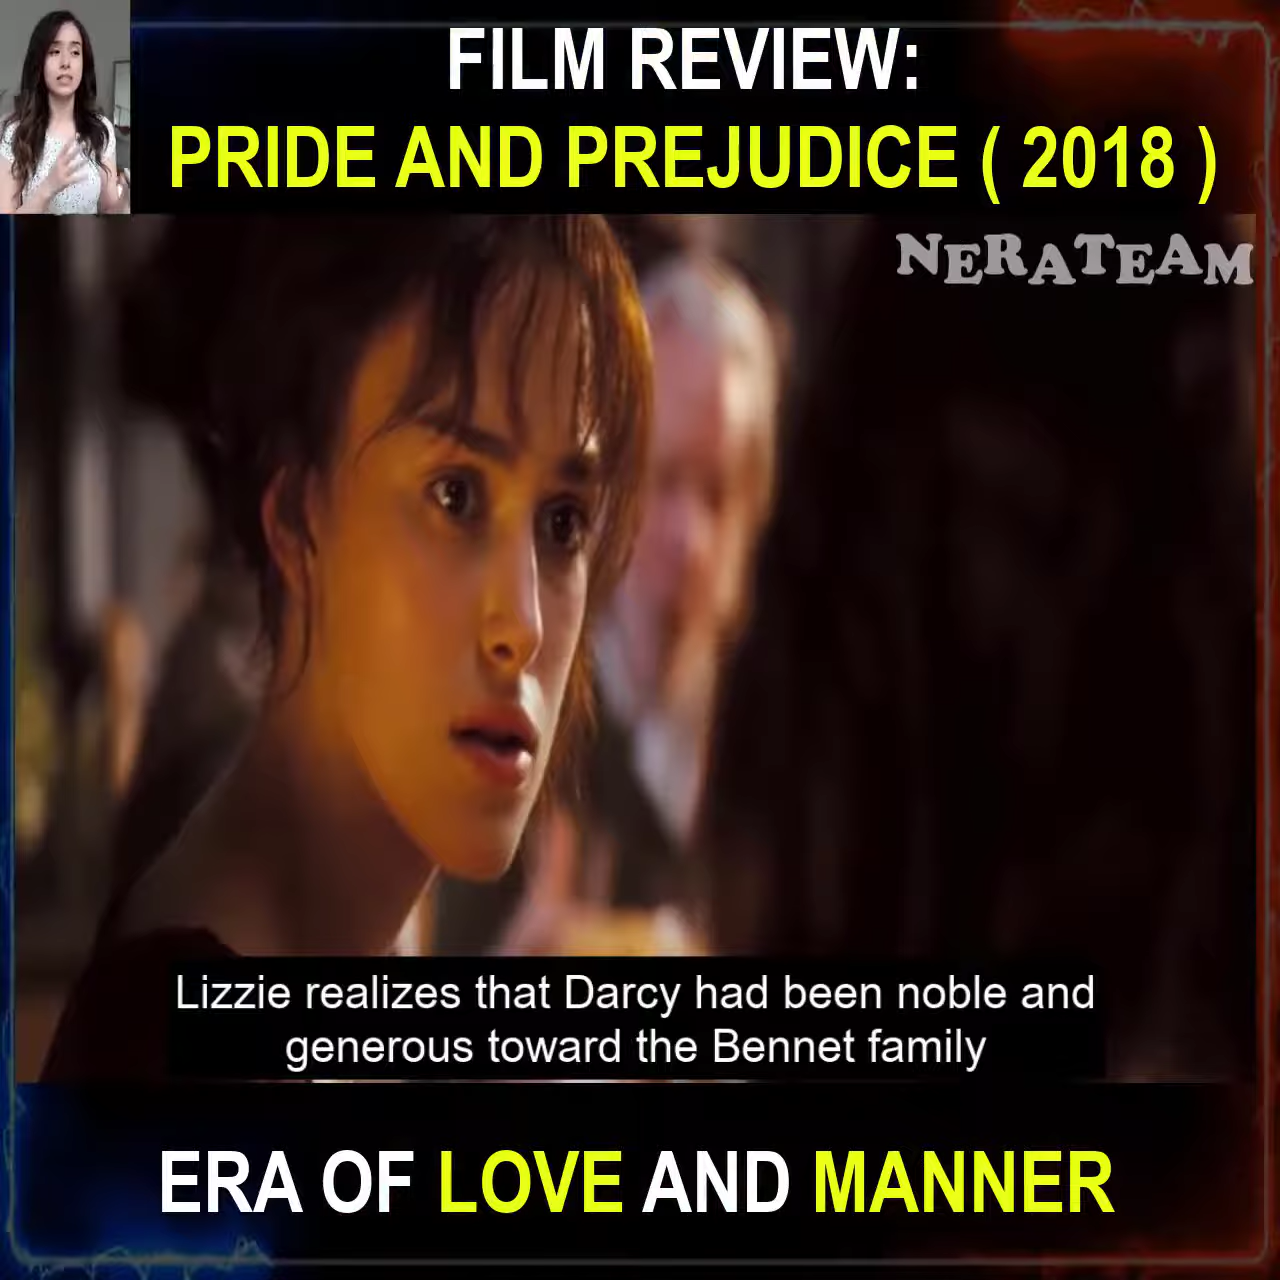 FILM REVIEW:
PRIDE AND PREJUDICE ( 2018 )
NERATEAM
Lizzie realizes that Darcy had been noble and
generous toward the Bennet family
ERA OF LOVE AND MANNER